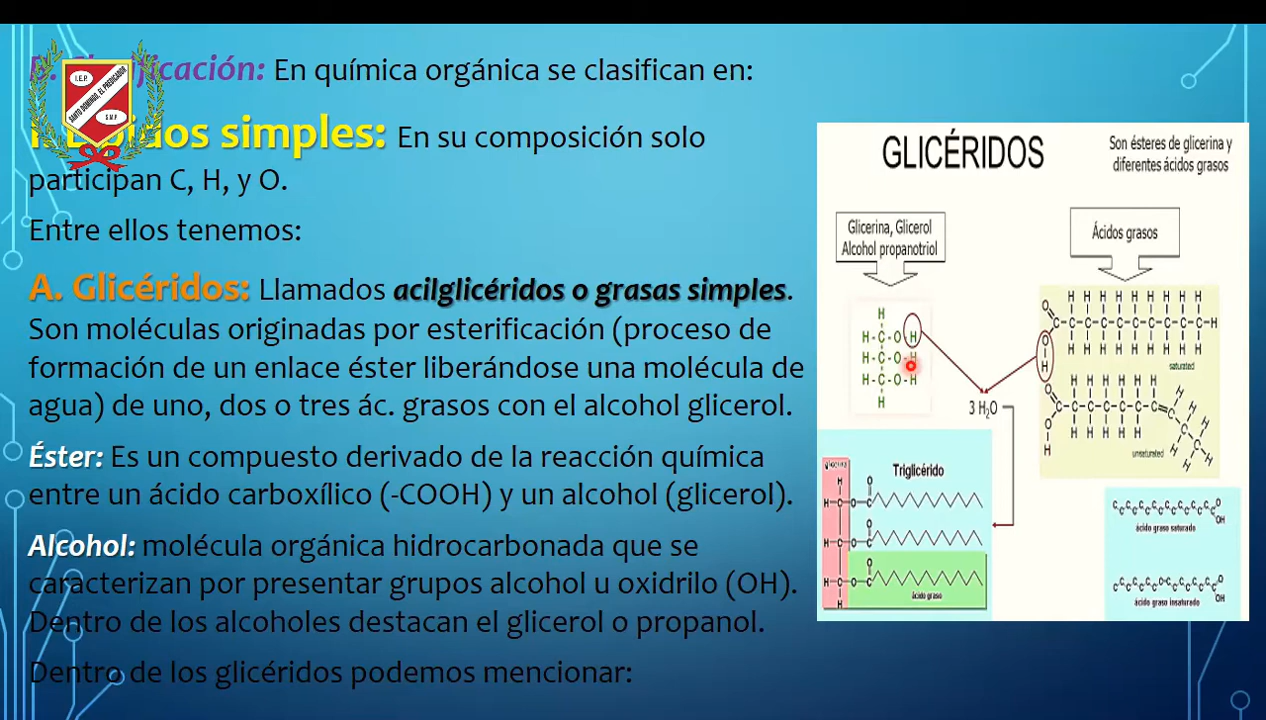 Clasificación: En química orgánica se clasifican en:
Lípidos simples: En su composición solo
participan C, H, y O.
Entre ellos tenemos:
A. Glicéridos: Llamados acilglicéridos o grasas simples.
Son moléculas originadas por esterificación (proceso de
formación de un enlace éster liberándose una molécula de
agua) de uno, dos o tres ác. grasos con el alcohol glicerol.
Éster: Es un compuesto derivado de la reacción química
entre un ácido carboxílico (-COOH) y un alcohol (glicerol).
Alcohol: molécula orgánica hidrocarbonada que se
caracterizan por presentar grupos alcohol u oxidrilo (OH).
Dentro de los alcoholes destacan el glicerol o propanol.
Dentro de los glicéridos podemos mencionar:
I.E.P.
SANTO DOMINGO, EL PREDICADOR
S M P
GLICÉRIDOS
Son ésteres de glicerina y
diferentes ácidos grasos
Glicerina, Glicerol
Alcohol propanotriol
Ácidos grasos
saturated
3 H₂O
unsaturated
Triglicérido
ácido graso
ácido graso saturado
ácido graso insaturado